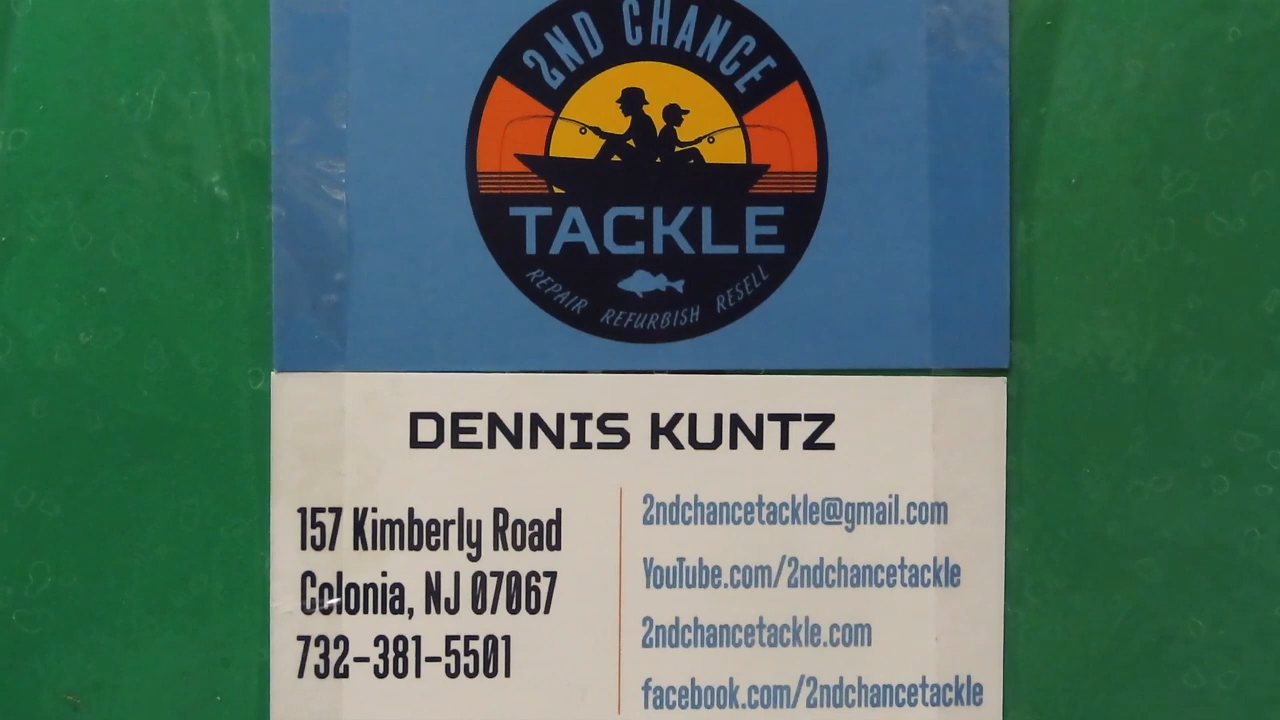 2ND CHANCE
TACKLE
REPAIR REFURBISH RESELL
DENNIS KUNTZ
157 Kimberly Road
Colonia, NJ 07067
732-381-5501
2ndchancetackle@gmail.com
YouTube.com/2ndchancetackle
2ndchancetackle.com
facebook.com/2ndchancetackle